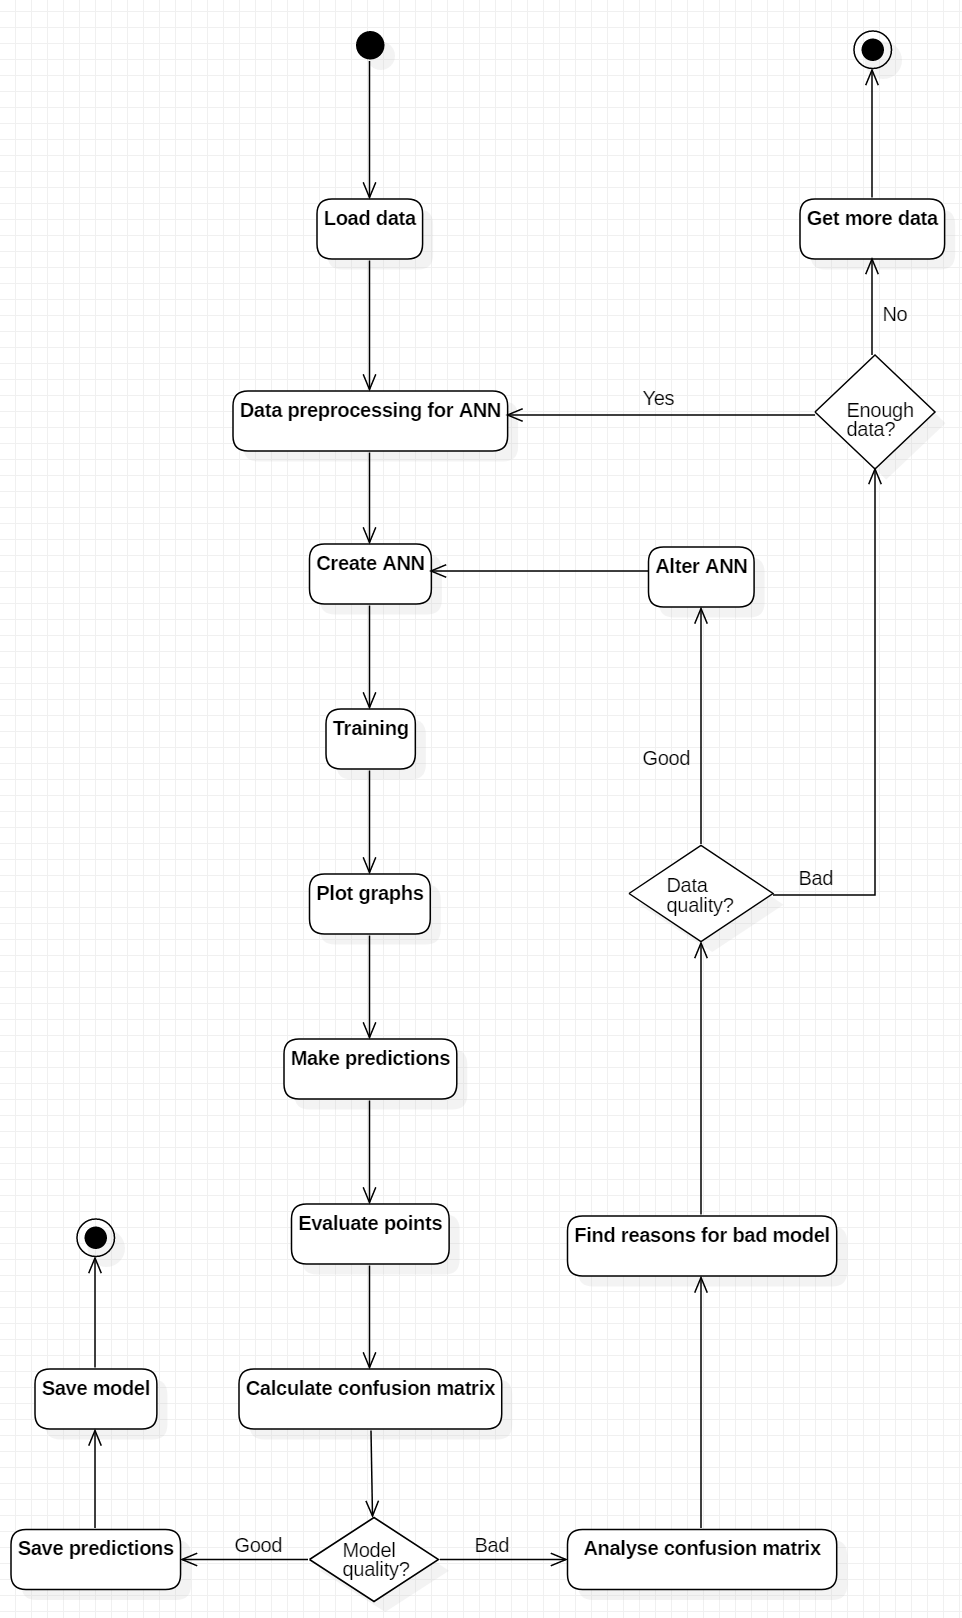 Load data
Get more data
No
Data preprocessing for ANN
Yes
Enough
data?
Create ANN
Alter ANN
Training
Good
Plot graphs
Data
quality?
Bad
Make predictions
Evaluate points
Find reasons for bad model
Save model
Calculate confusion matrix
Save predictions
Good
Model
quality?
Bad
Analyse confusion matrix